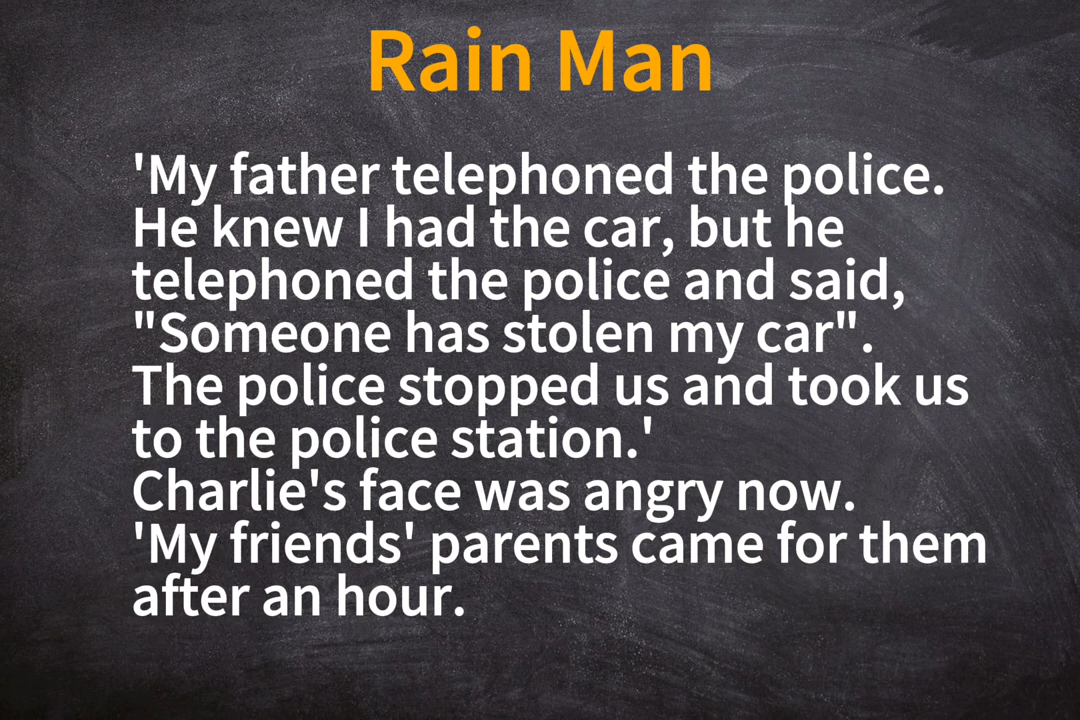 Rain Man
'My father telephoned the police.
He knew I had the car, but he
telephoned the police and said,
"Someone has stolen my car".
The police stopped us and took us
to the police station.'
Charlie's face was angry now.
'My friends' parents came for them
after an hour.